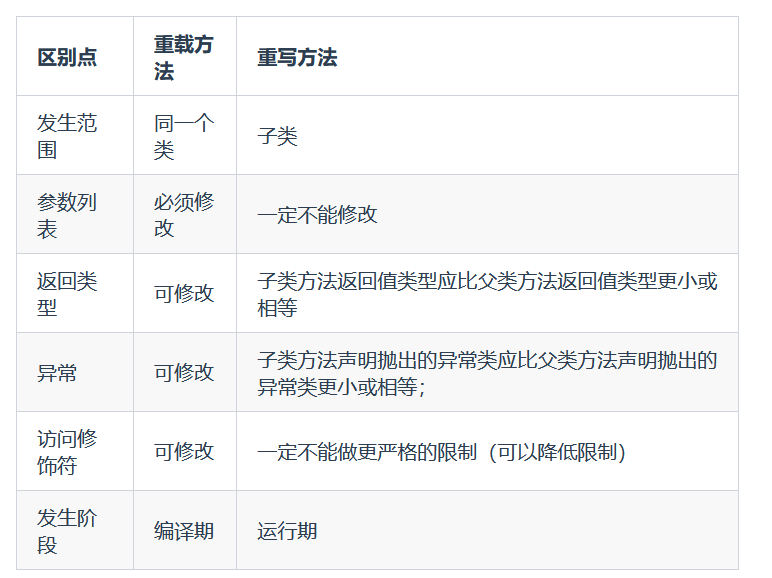 区别点
重载方
法
重写方法
发生范
围
同一个
类
子类
参数列
表
必须修
改
一定不能修改
返回类
型
可修改
子类方法返回值类型应比父类方法返回值类型更小或
相等
异常
可修改
子类方法声明抛出的异常类应比父类方法声明抛出的
异常类更小或相等；
访问修
饰符
可修改
一定不能做更严格的限制（可以降低限制）
发生阶
段
编译期
运行期